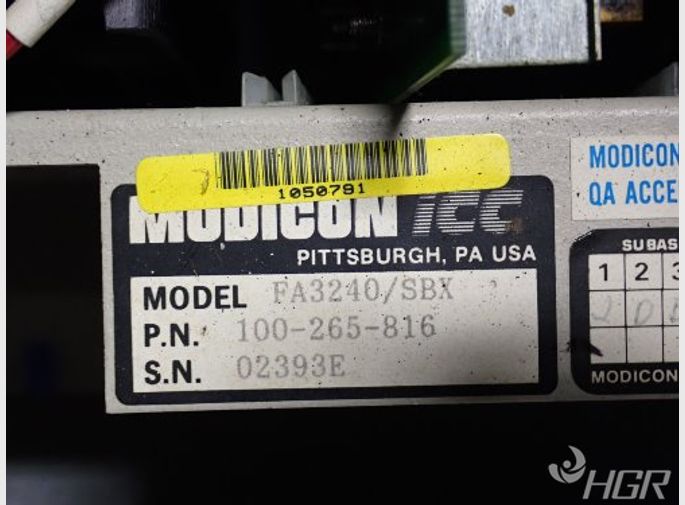 1050791
MODICON icc
PITTSBURGH, PA USA
MODEL FA3240/SBX
P.N. 100-265-816
S.N. 02393E
MODICON
QA ACCE
SUBAS
1 2 3
MODICON
HGR